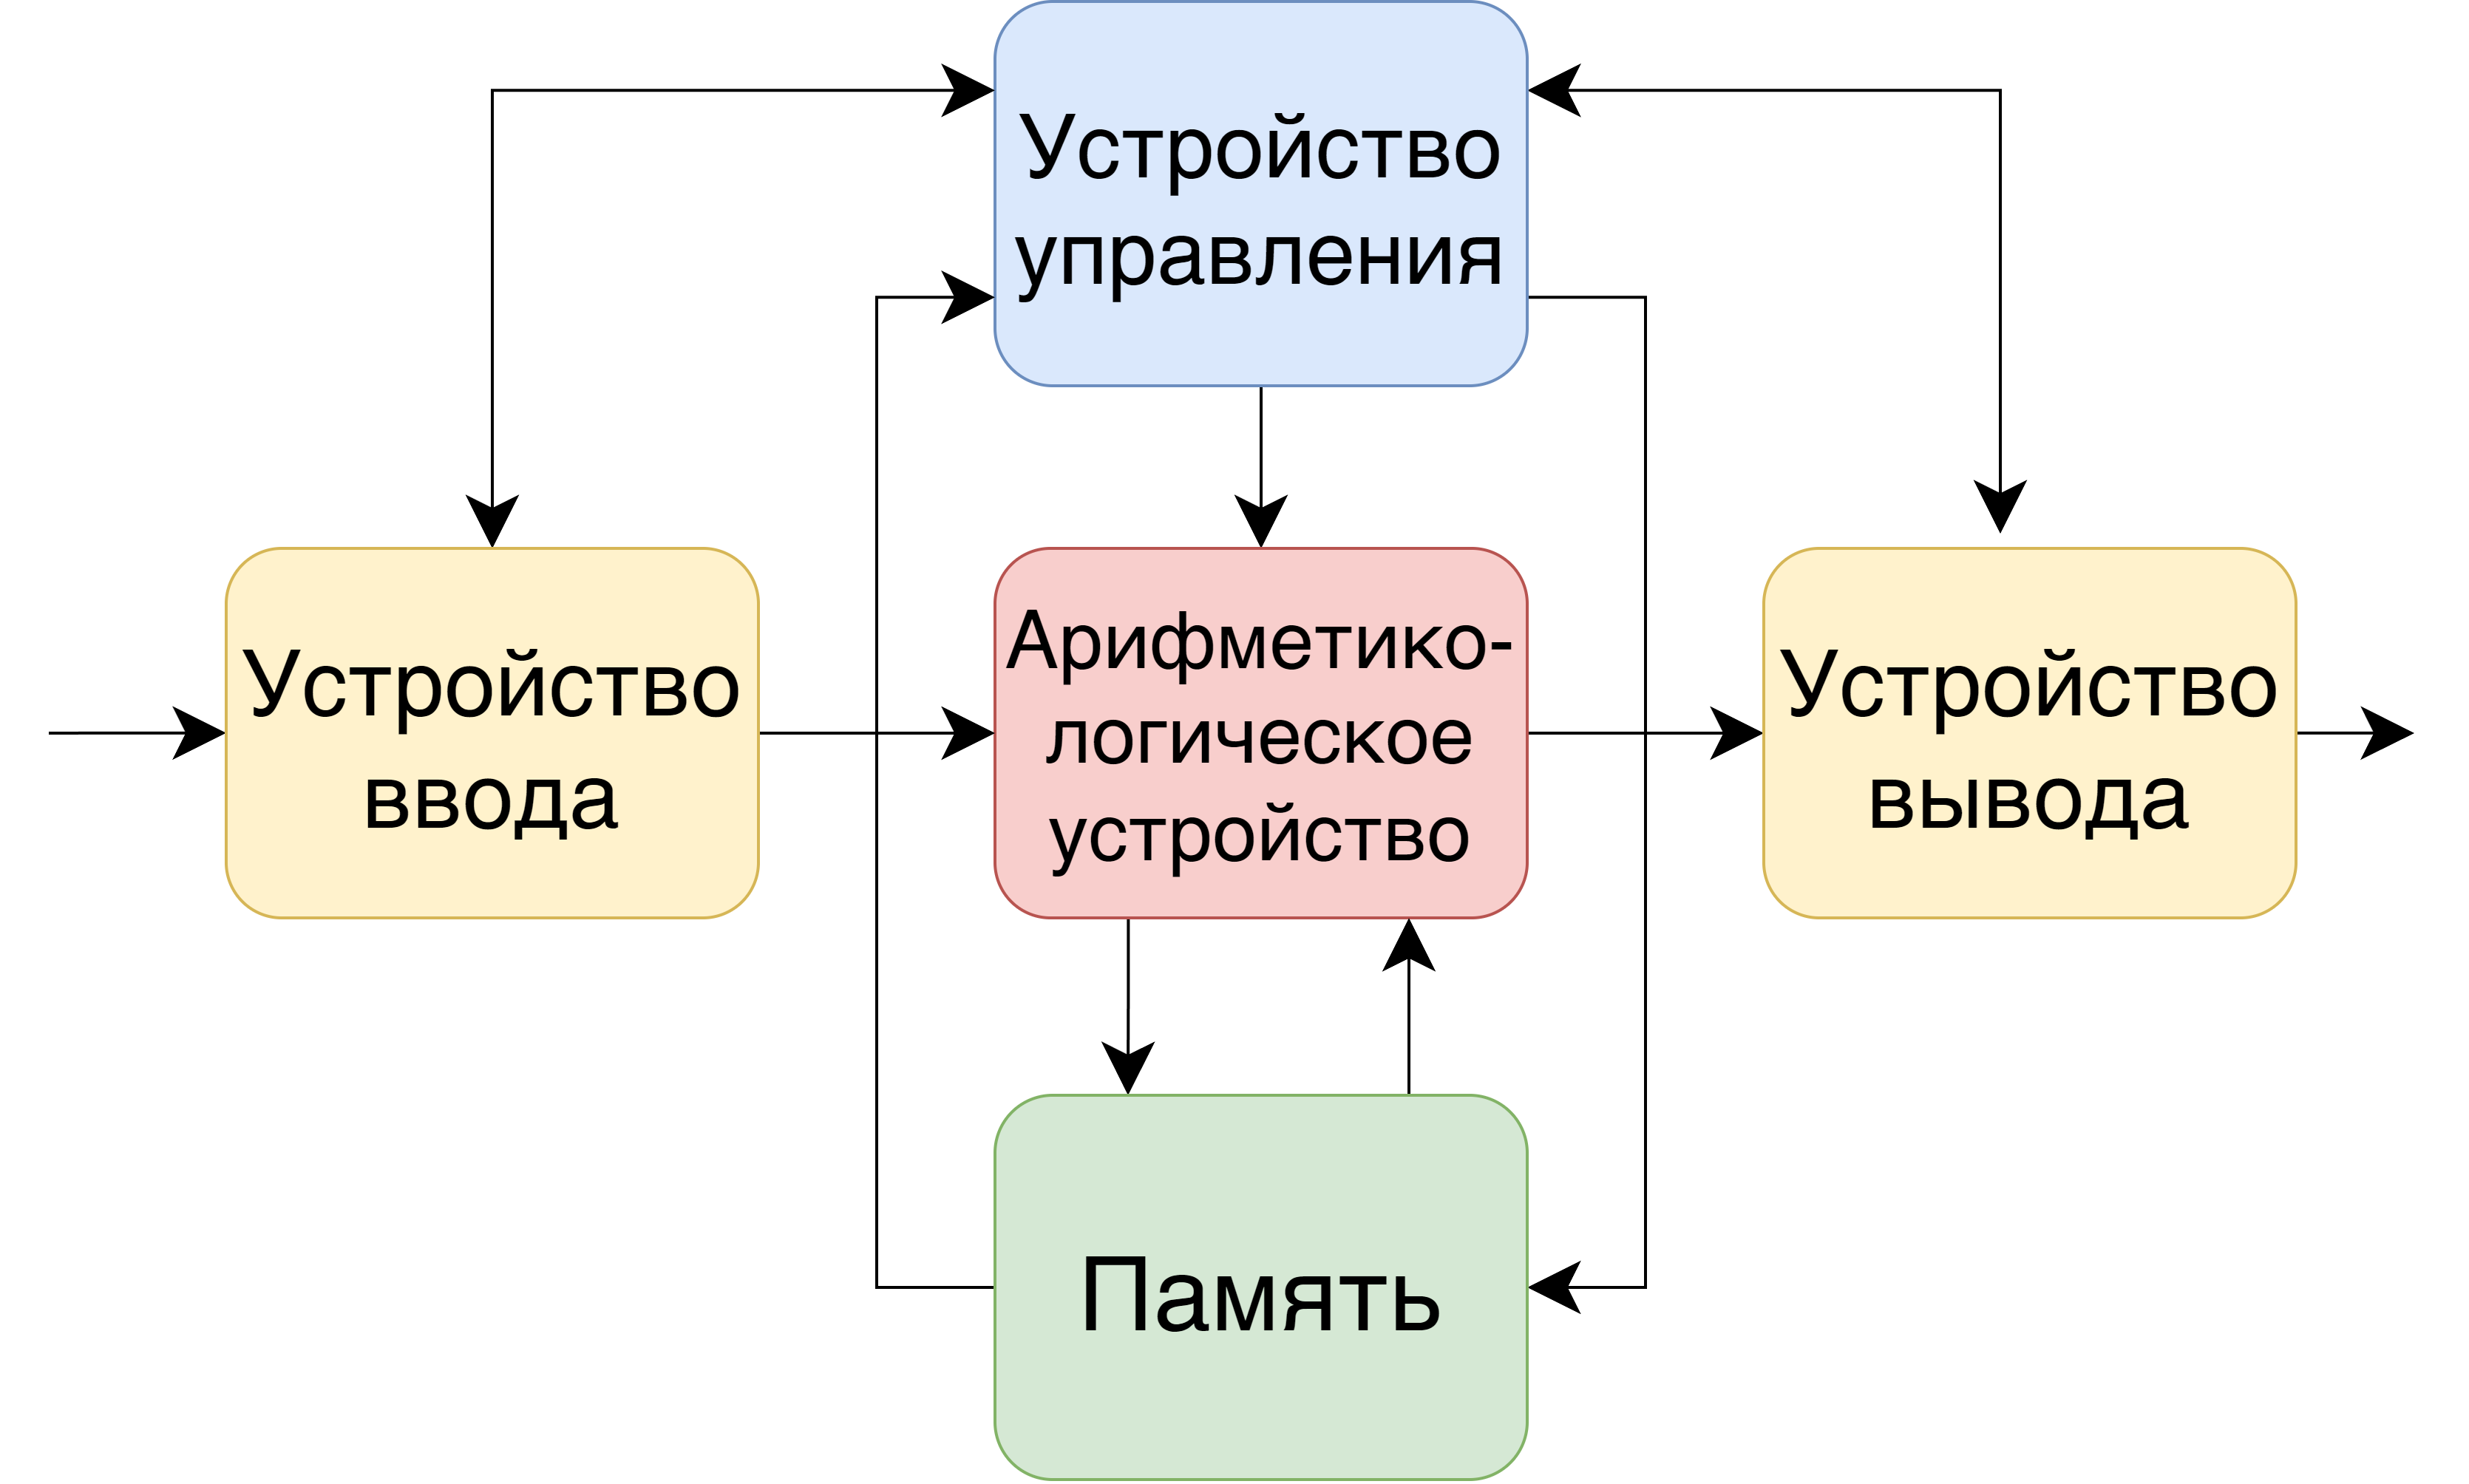 Устройство
управления
Устройство
ввода
Арифметико-
логическое
устройство
Устройство
вывода
Память